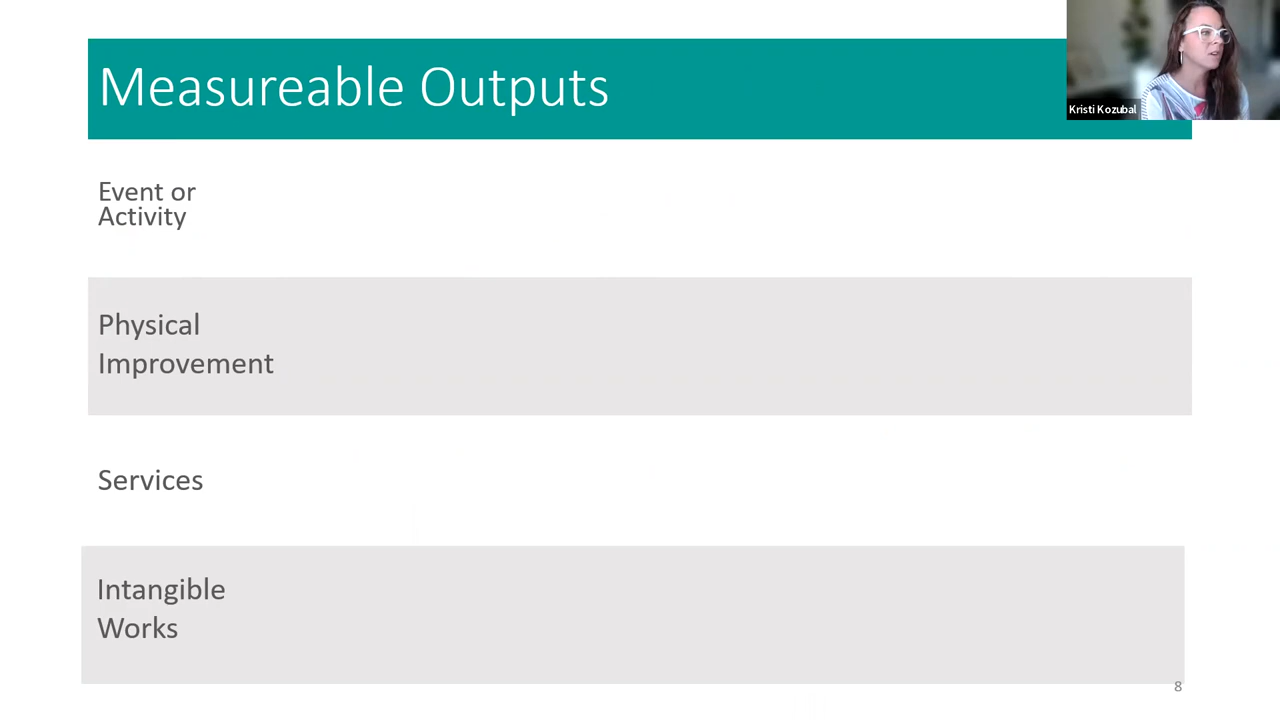 Measureable Outputs
Kristi Kozubal
Event or
Activity
Physical
Improvement
Services
Intangible
Works
8